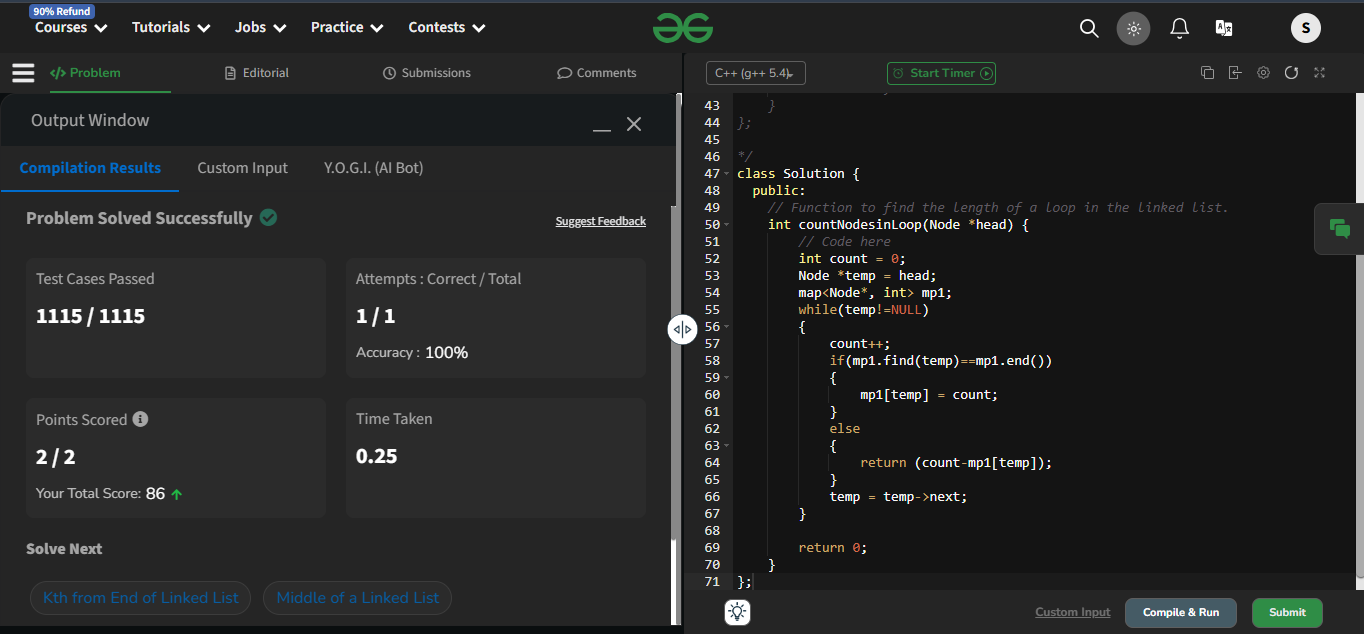 90% Refund
Courses Tutorials Jobs Practice Contests S
</> Problem Editorial Submissions Comments
C++ (g++ 5.4) Start Timer
Output Window
Compilation Results Custom Input Y.O.G.I. (AI Bot)
Problem Solved Successfully
Suggest Feedback
Test Cases Passed
1115 / 1115
Attempts : Correct / Total
1 / 1
Accuracy : 100%
Points Scored
2 / 2
Your Total Score: 86
Time Taken
0.25
Solve Next
Kth from End of Linked List Middle of a Linked List
43 }
44 };
45
46 */
47 class Solution {
48 public:
49 // Function to find the length of a loop in the linked list.
50 int countNodesinLoop(Node *head) {
51 // Code here
52 int count = 0;
53 Node *temp = head;
54 map<Node*, int> mp1;
55 while(temp!=NULL)
56 {
57 count++;
58 if(mp1.find(temp)==mp1.end())
59 {
60 mp1[temp] = count;
61 }
62 else
63 {
64 return (count-mp1[temp]);
65 }
66 temp = temp->next;
67 }
68
69 return 0;
70 }
71 };
Custom Input Compile & Run Submit